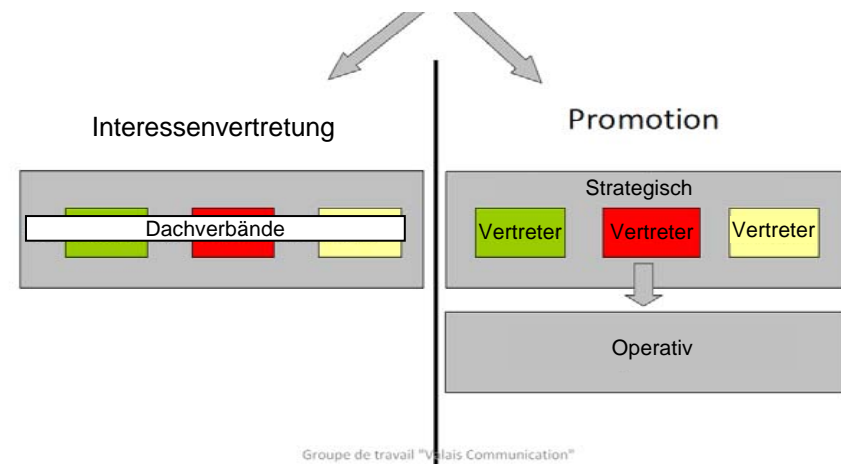 Interessenvertretung
Promotion
Dachverbände
Strategisch
Vertreter
Vertreter
Vertreter
Operativ
Groupe de travail "Valais Communication"